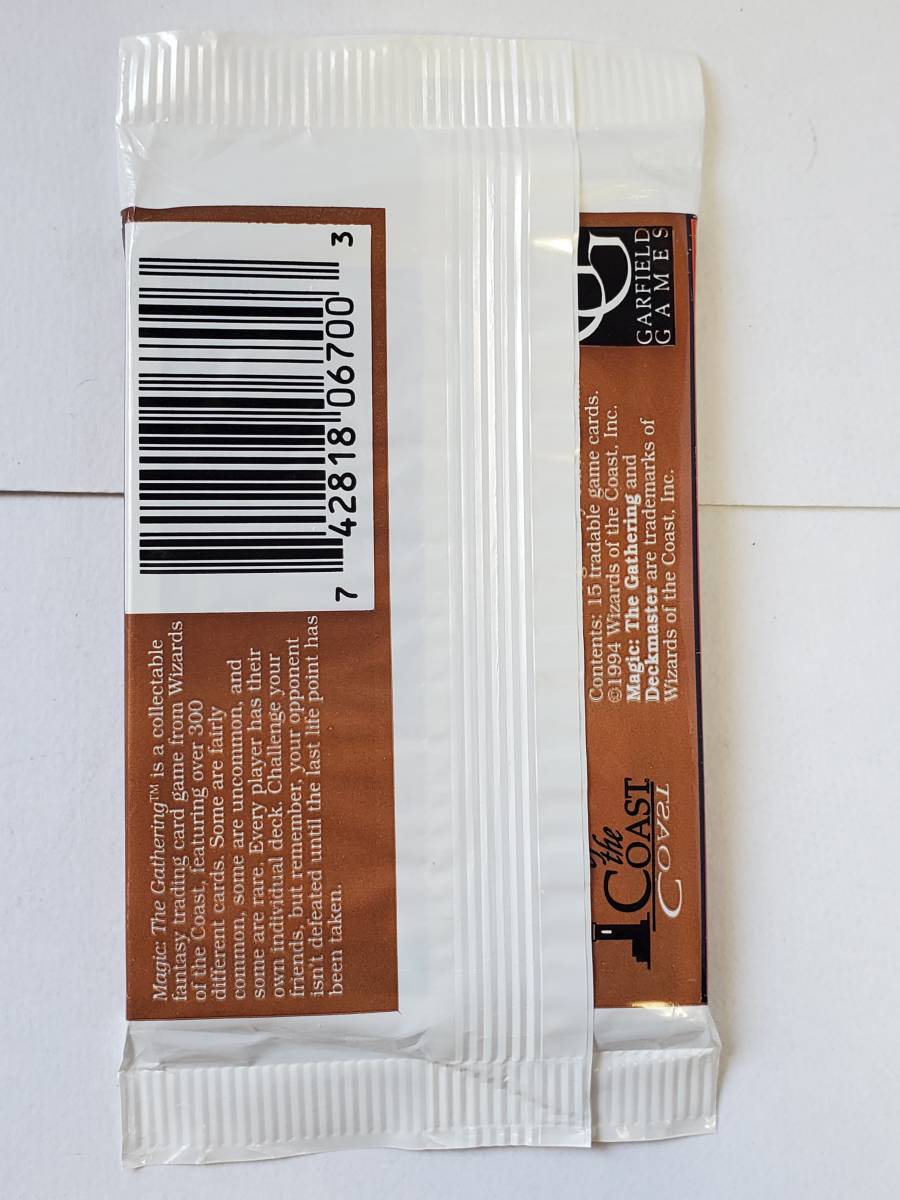 Magic: The Gathering™ is a collectable
fantasy trading card game from Wizards
of the Coast, featuring over 300
different cards. Some are fairly
common, some are uncommon, and
some are rare. Every player has their
own individual deck. Challenge your
friends, but remember, your opponent
isn't defeated until the last life point has
been taken.
7 42818 06700 3
the
COAST
COAST
Contents: 15 tradable game cards.
©1994 Wizards of the Coast, Inc.
Magic: The Gathering and
Deckmaster are trademarks of
Wizards of the Coast, Inc.
GARFIELD
GAMES